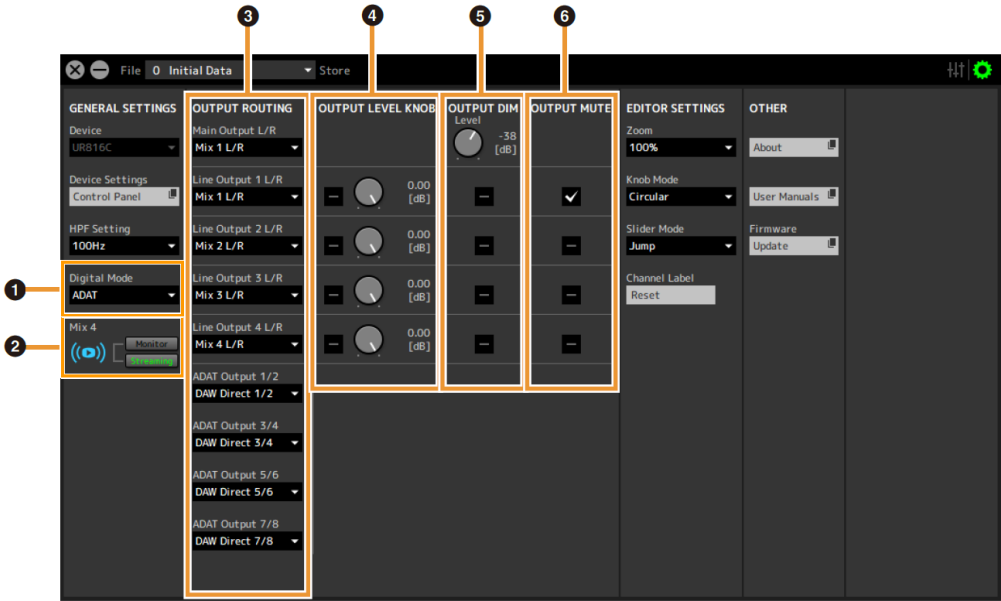 3 4 5 6
File 0 Initial Data Store
GENERAL SETTINGS
Device
UR816C
Device Settings
Control Panel
HPF Setting
100Hz
1
Digital Mode
ADAT
2
Mix 4
Monitor
Streaming
OUTPUT ROUTING
Main Output L/R
Mix 1 L/R
Line Output 1 L/R
Mix 1 L/R
Line Output 2 L/R
Mix 2 L/R
Line Output 3 L/R
Mix 3 L/R
Line Output 4 L/R
Mix 4 L/R
ADAT Output 1/2
DAW Direct 1/2
ADAT Output 3/4
DAW Direct 3/4
ADAT Output 5/6
DAW Direct 5/6
ADAT Output 7/8
DAW Direct 7/8
OUTPUT LEVEL KNOB
0.00
[dB]
0.00
[dB]
0.00
[dB]
0.00
[dB]
OUTPUT DIM
Level
-38
[dB]
OUTPUT MUTE
EDITOR SETTINGS
Zoom
100%
Knob Mode
Circular
Slider Mode
Jump
Channel Label
Reset
OTHER
About
User Manuals
Firmware
Update